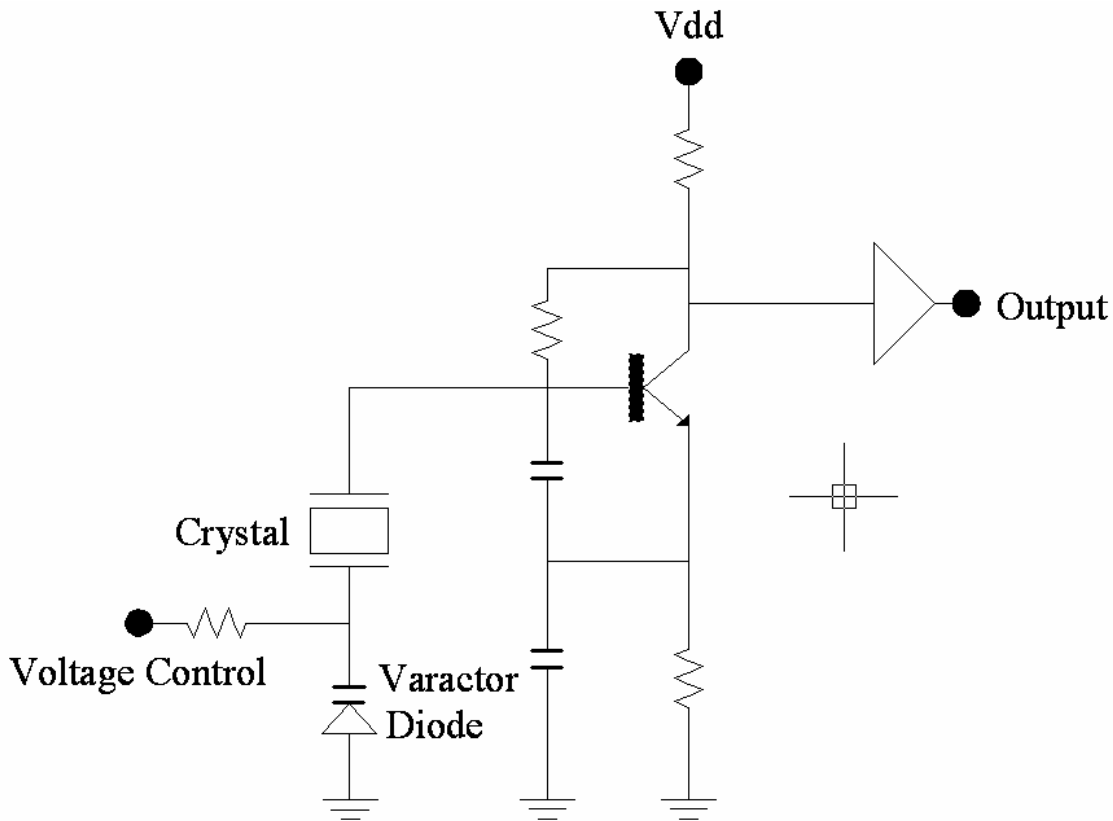 Vdd
Output
Crystal
Voltage Control
Varactor
Diode